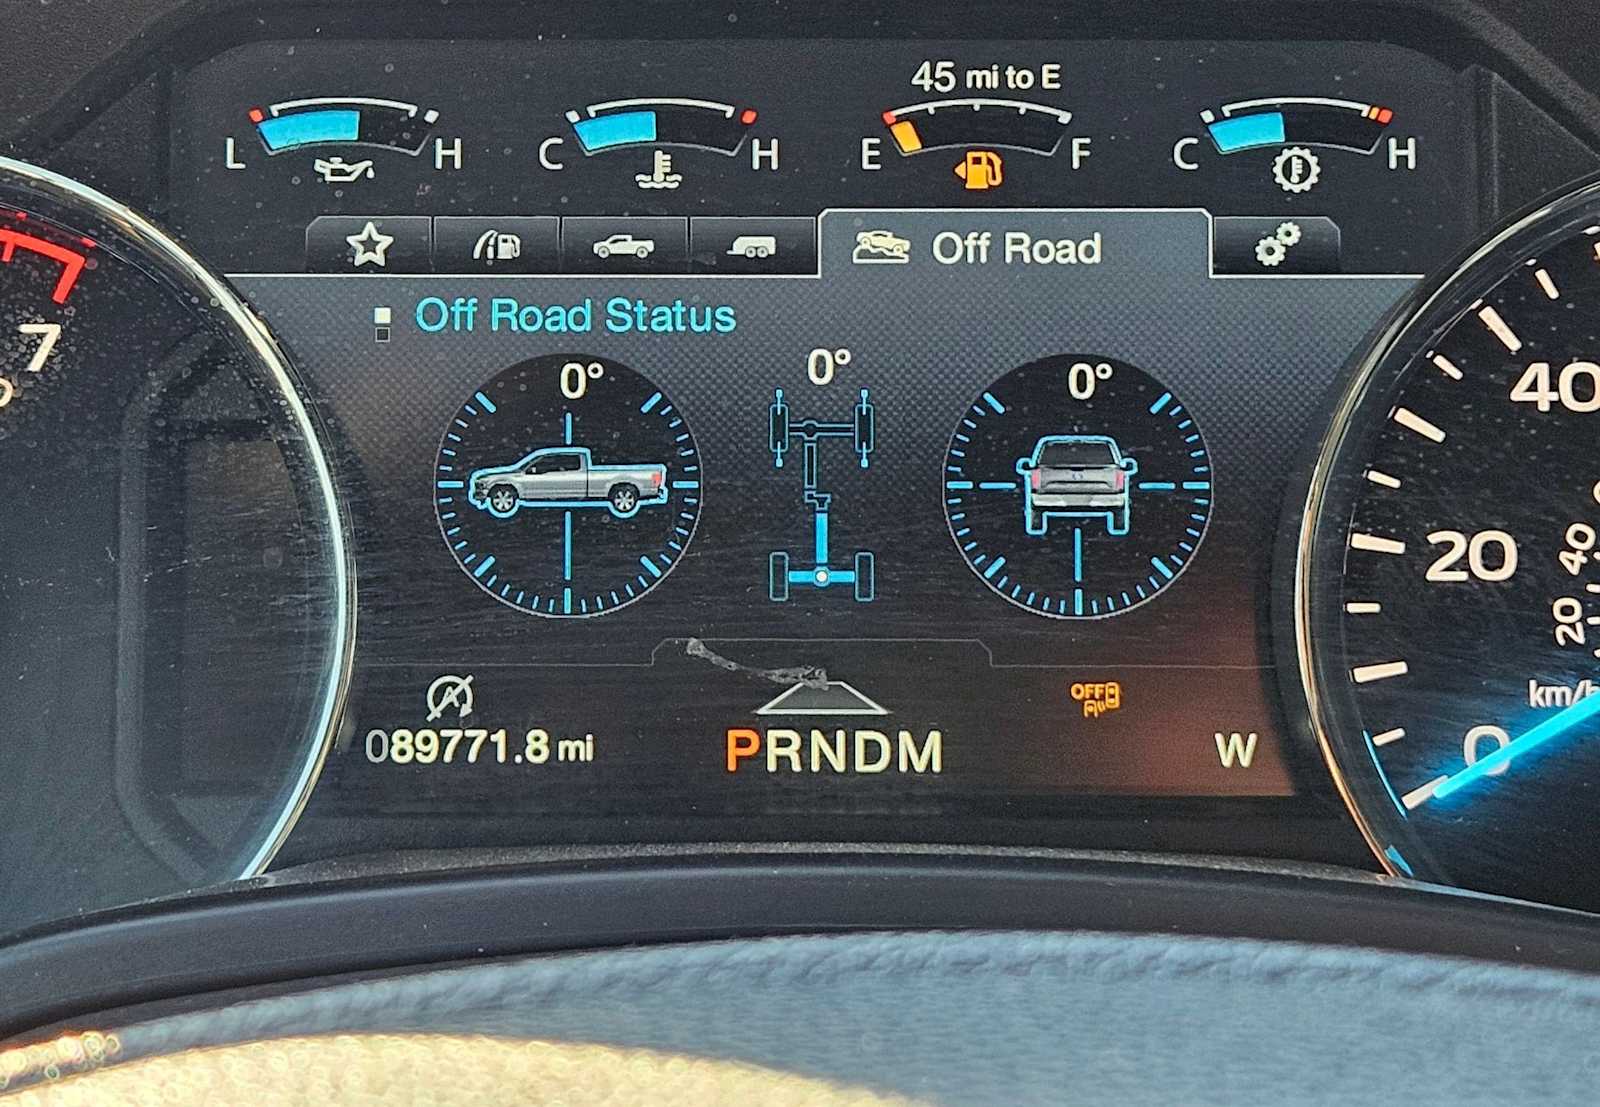 45 mi to E
L H C H E F C H
Off Road
Off Road Status
0° 0° 0°
7
40
20
40
20
km/h
0
OFF
089771.8 mi
PRNDM
W